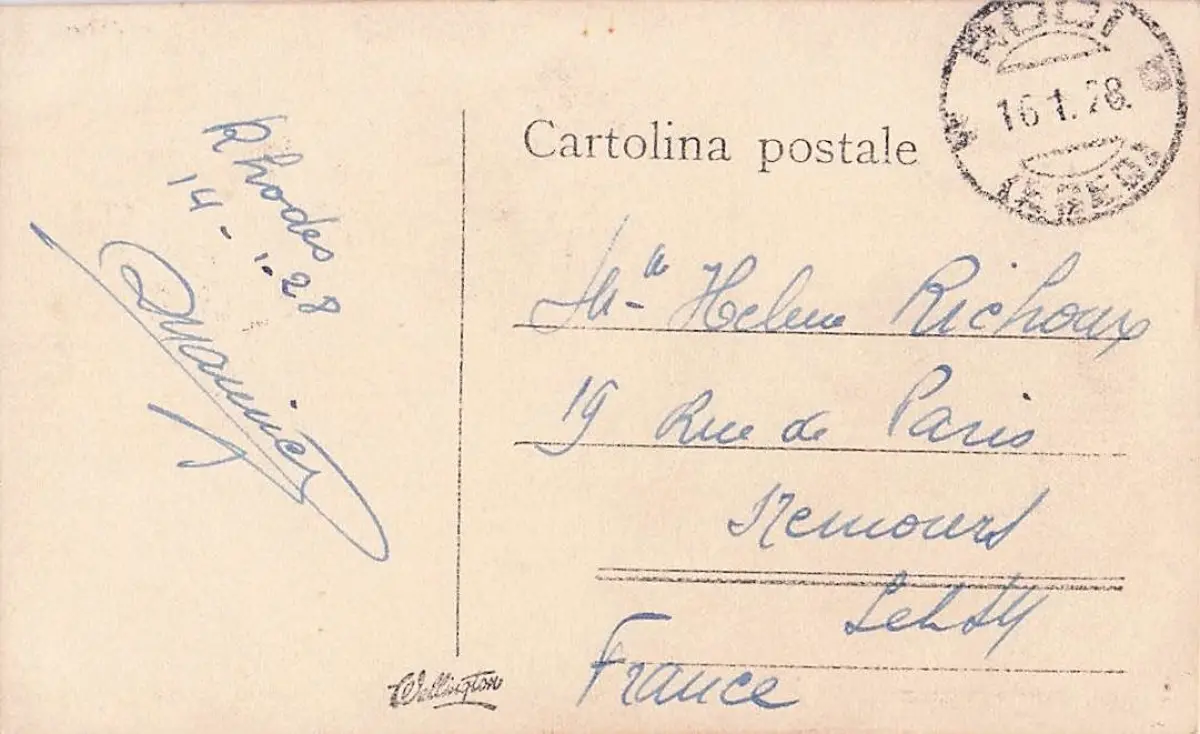 Rhodes
14-1-28
Cartolina postale
RODI
16 1. 28.
(EGEO)
Mlle Helene Richoux
19 Rue de Paris
Nemours
France
Wellington